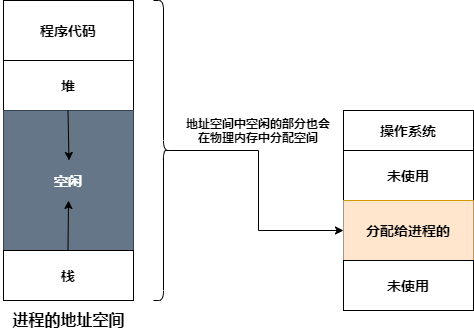 程序代码
堆
空闲
栈
进程的地址空间
地址空间中空闲的部分也会
在物理内存中分配空间
操作系统
未使用
分配给进程的
未使用